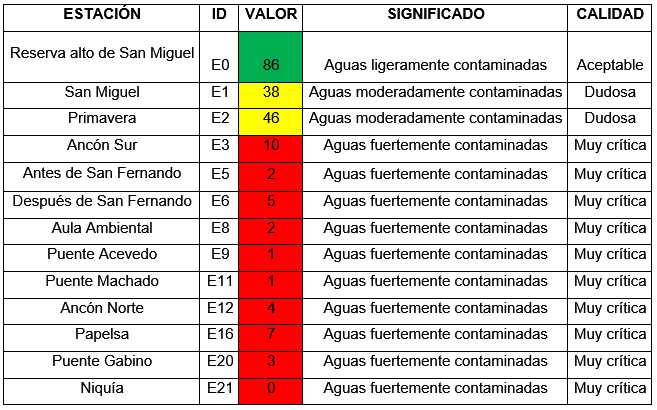 ESTACIÓN ID VALOR SIGNIFICADO CALIDAD
Reserva alto de San Miguel E0 86 Aguas ligeramente contaminadas Aceptable
San Miguel E1 38 Aguas moderadamente contaminadas Dudosa
Primavera E2 46 Aguas moderadamente contaminadas Dudosa
Ancón Sur E3 10 Aguas fuertemente contaminadas Muy crítica
Antes de San Fernando E5 2 Aguas fuertemente contaminadas Muy crítica
Después de San Fernando E6 5 Aguas fuertemente contaminadas Muy crítica
Aula Ambiental E8 2 Aguas fuertemente contaminadas Muy crítica
Puente Acevedo E9 1 Aguas fuertemente contaminadas Muy crítica
Puente Machado E11 1 Aguas fuertemente contaminadas Muy crítica
Ancón Norte E12 4 Aguas fuertemente contaminadas Muy crítica
Papelsa E16 7 Aguas fuertemente contaminadas Muy crítica
Puente Gabino E20 3 Aguas fuertemente contaminadas Muy crítica
Niquía E21 0 Aguas fuertemente contaminadas Muy crítica